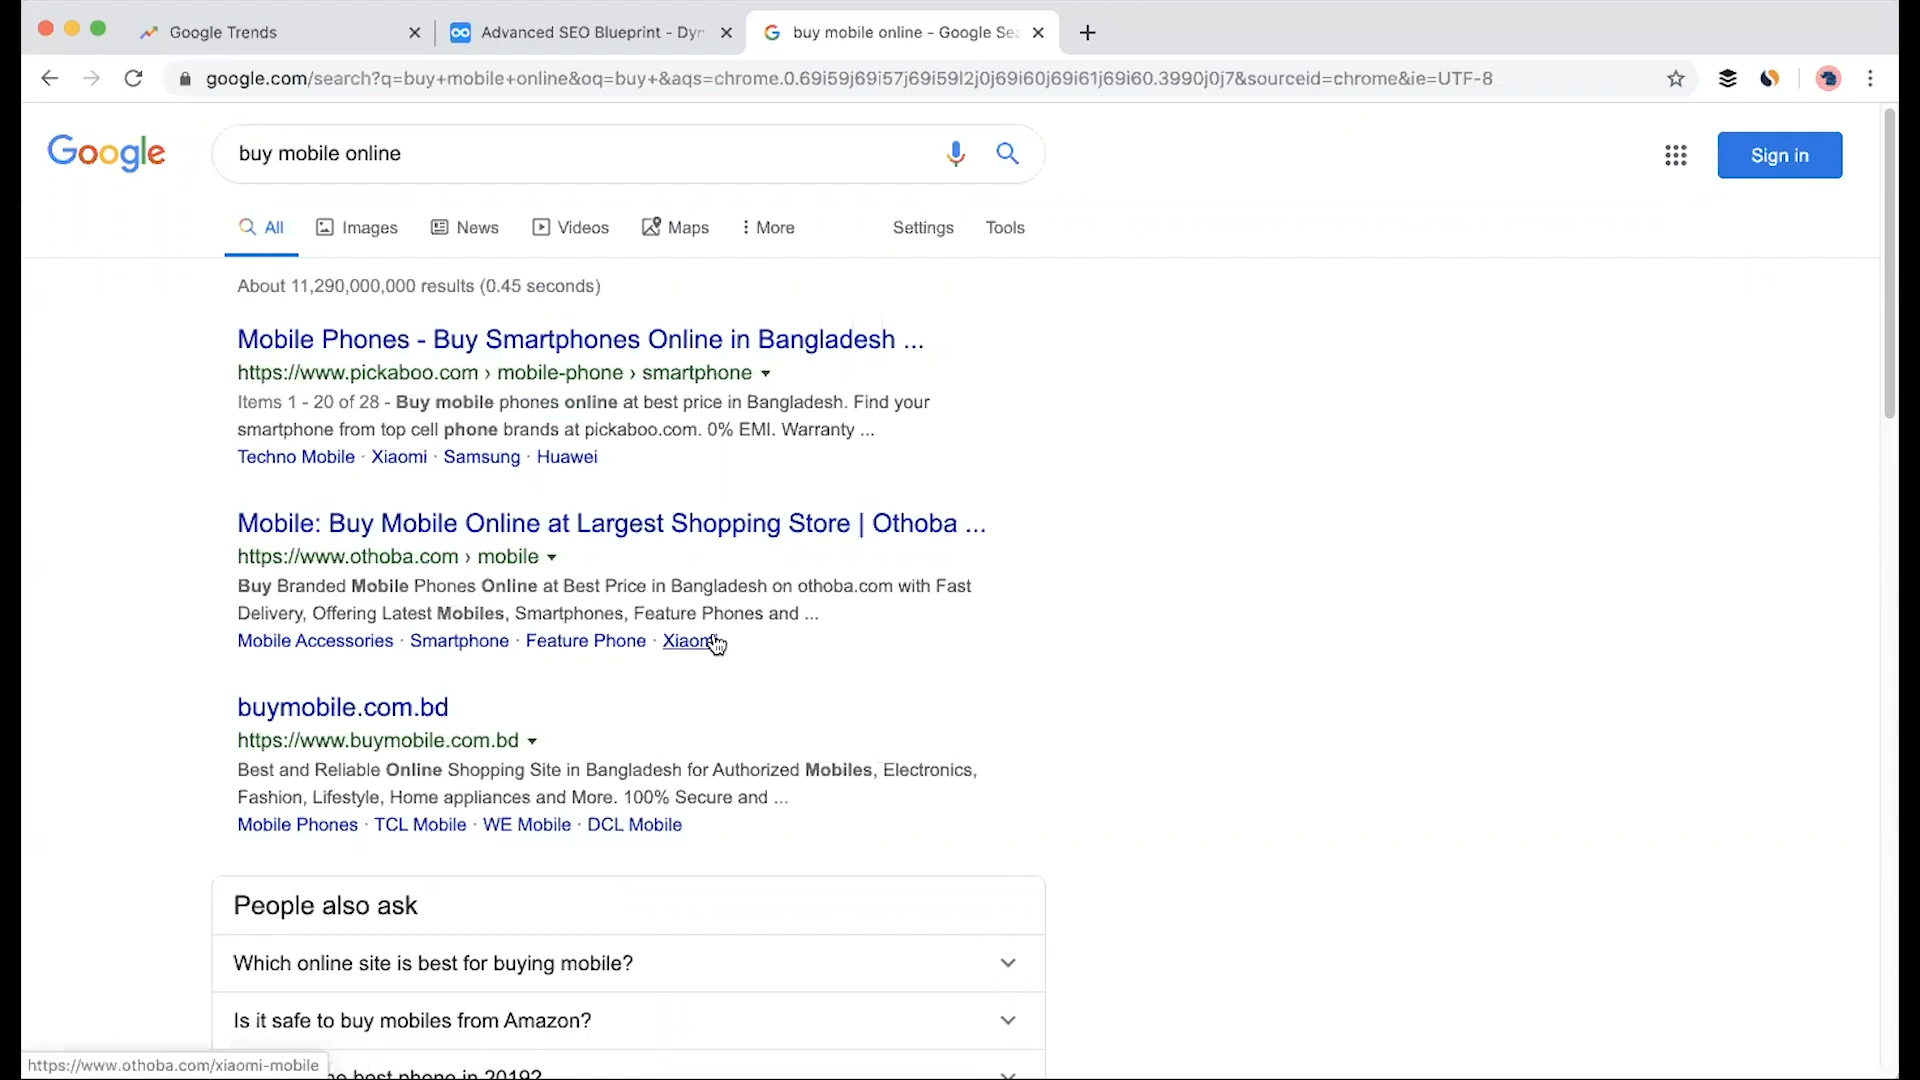 Google Trends
Advanced SEO Blueprint - Dyn
buy mobile online - Google Sea
google.com/search?q=buy+mobile+online&oq=buy+&aqs=chrome.0.69i59j69i57j69i59l2j0j69i60j69i61j69i60.3990j0j7&sourceid=chrome&ie=UTF-8
Google
buy mobile online
Sign in
All
Images
News
Videos
Maps
More
Settings
Tools
About 11,290,000,000 results (0.45 seconds)
Mobile Phones - Buy Smartphones Online in Bangladesh ...
https://www.pickaboo.com › mobile-phone › smartphone
Items 1 - 20 of 28 - Buy mobile phones online at best price in Bangladesh. Find your
smartphone from top cell phone brands at pickaboo.com. 0% EMI. Warranty ...
Techno Mobile · Xiaomi · Samsung · Huawei
Mobile: Buy Mobile Online at Largest Shopping Store | Othoba ...
https://www.othoba.com › mobile
Buy Branded Mobile Phones Online at Best Price in Bangladesh on othoba.com with Fast
Delivery, Offering Latest Mobiles, Smartphones, Feature Phones and ...
Mobile Accessories · Smartphone · Feature Phone · Xiaomi
buymobile.com.bd
https://www.buymobile.com.bd
Best and Reliable Online Shopping Site in Bangladesh for Authorized Mobiles, Electronics,
Fashion, Lifestyle, Home appliances and More. 100% Secure and ...
Mobile Phones · TCL Mobile · WE Mobile · DCL Mobile
People also ask
Which online site is best for buying mobile?
Is it safe to buy mobiles from Amazon?
best phone in 2019?
https://www.othoba.com/xiaomi-mobile